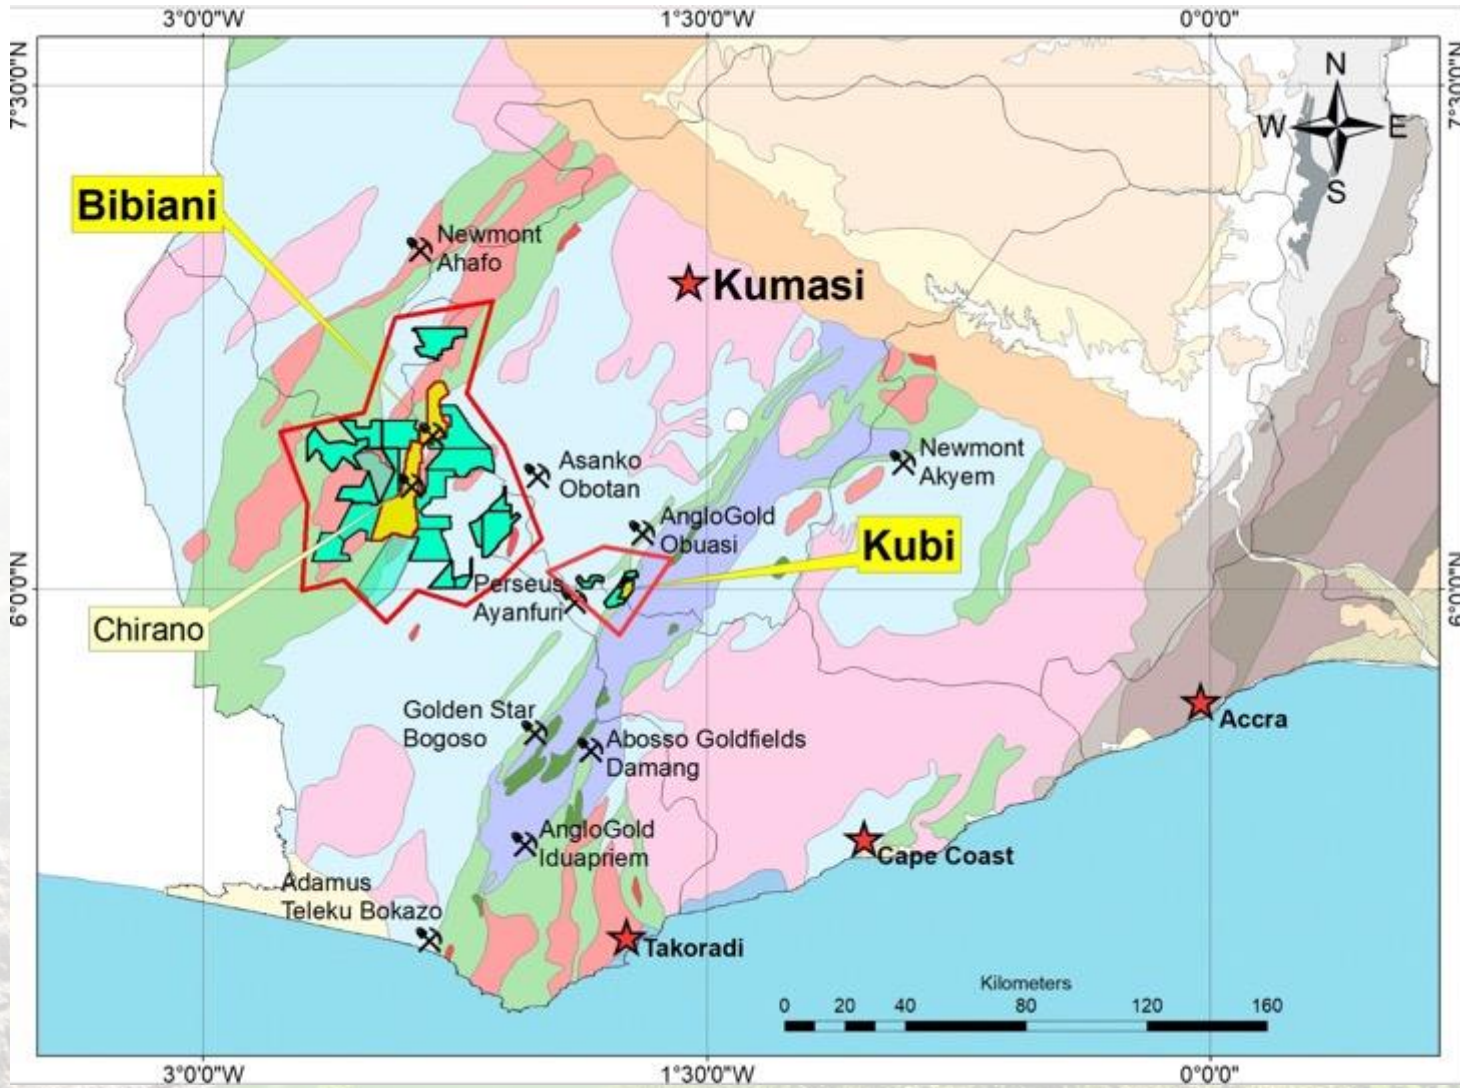 3°0'0"W
1°30'0"W
0°0'0"
7°30'0"N
7°30'0"N
N
W
E
S
Bibiani
Newmont
Ahafo
Kumasi
Asanko
Obotan
Newmont
Akyem
AngloGold
Obuasi
Kubi
6°0'0"N
6°0'0"N
Perseus
Ayanfuri
Chirano
Golden Star
Bogoso
Abosso Goldfields
Damang
Accra
AngloGold
Iduapriem
Cape Coast
Adamus
Teleku Bokazo
Takoradi
Kilometers
0 20 40 80 120 160
3°0'0"W
1°30'0"W
0°0'0"